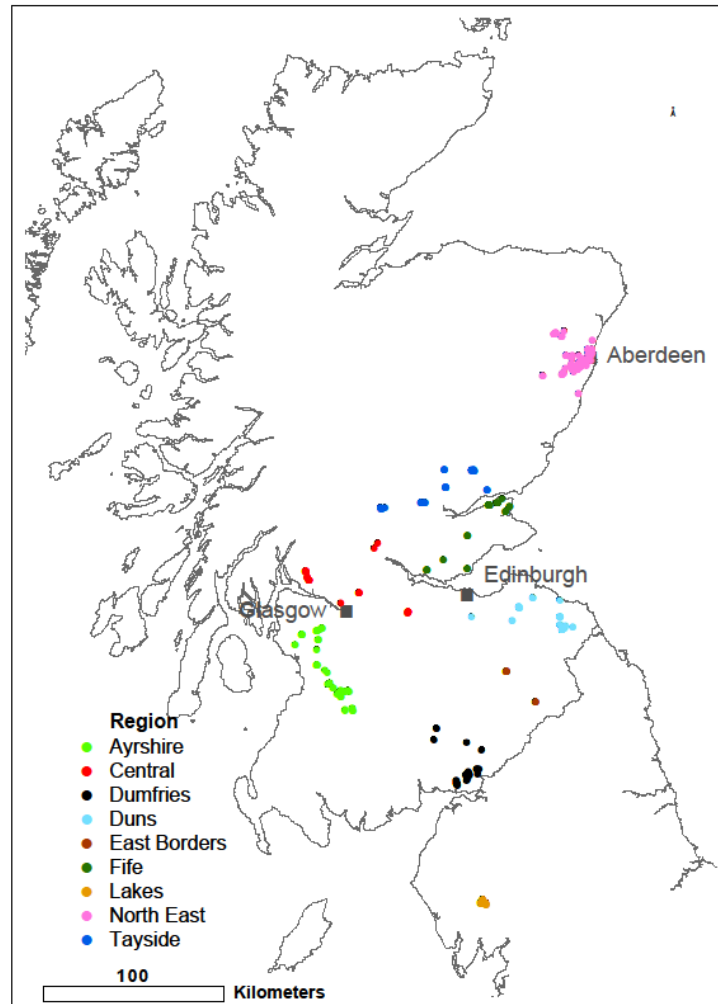 Aberdeen
Edinburgh
Glasgow
Region
Ayrshire
Central
Dumfries
Duns
East Borders
Fife
Lakes
North East
Tayside
100
Kilometers